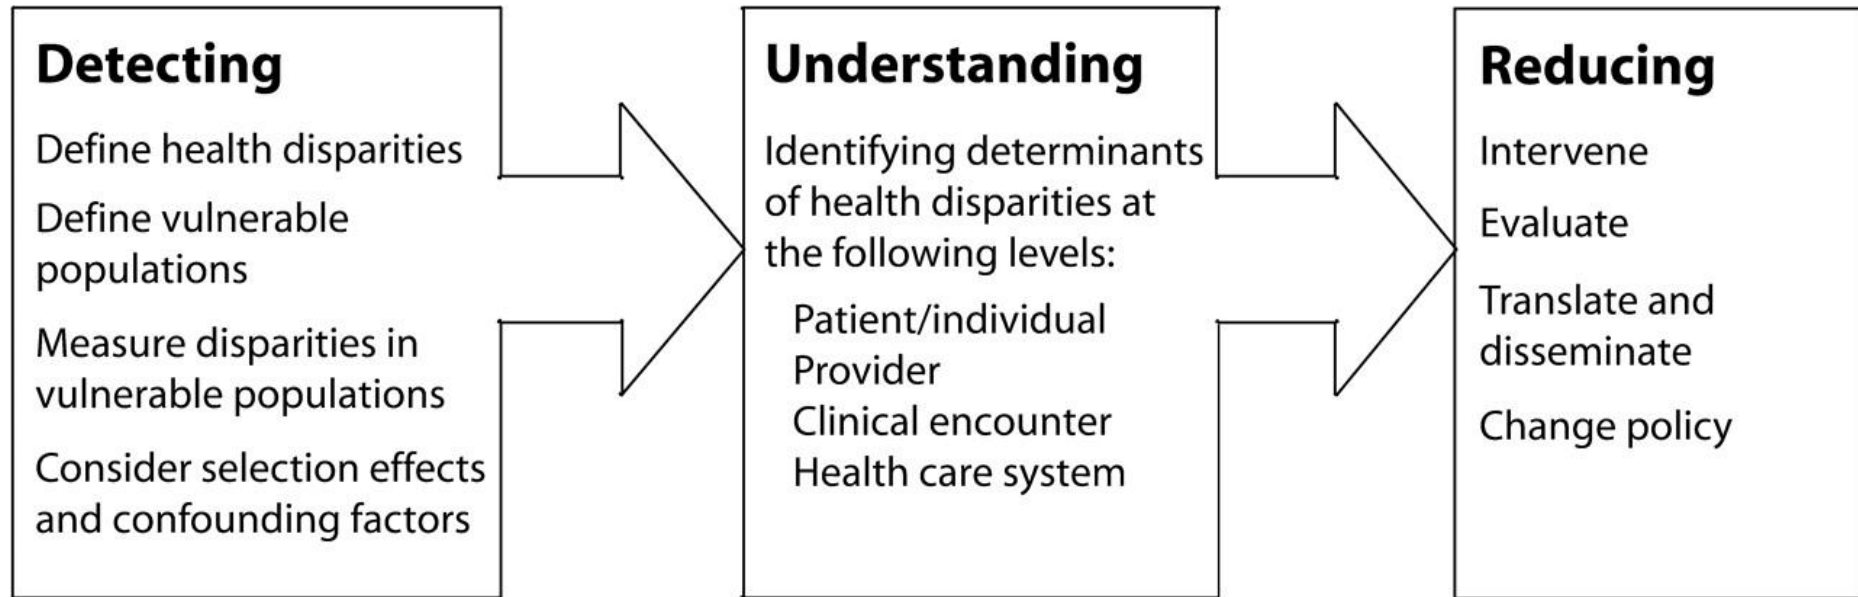 Detecting
Define health disparities
Define vulnerable
populations
Measure disparities in
vulnerable populations
Consider selection effects
and confounding factors
Understanding
Identifying determinants
of health disparities at
the following levels:
Patient/individual
Provider
Clinical encounter
Health care system
Reducing
Intervene
Evaluate
Translate and
disseminate
Change policy